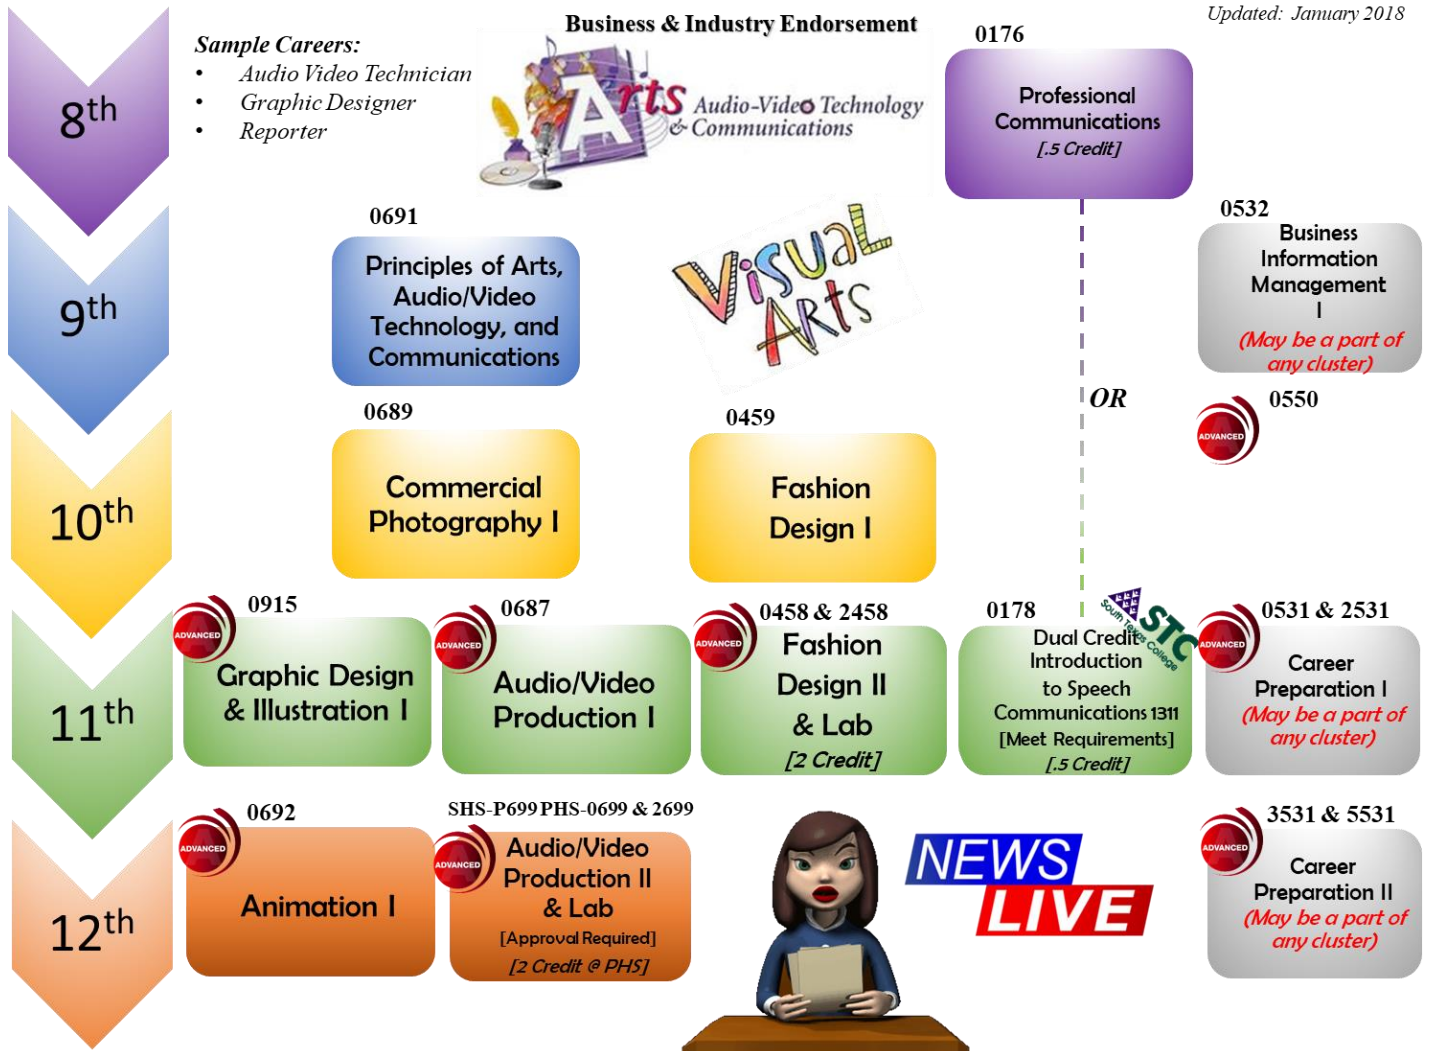 Updated: January 2018
Business & Industry Endorsement
Sample Careers:
• Audio Video Technician
• Graphic Designer
• Reporter
Arts
Audio-Video Technology
& Communications
8th
0176
Professional
Communications
[.5 Credit]
9th
0691
Principles of Arts,
Audio/Video
Technology, and
Communications
VISUAL
ARTS
0532
Business
Information
Management
I
(May be a part of
any cluster)
OR
0550
ADVANCED
10th
0689
Commercial
Photography I
0459
Fashion
Design I
11th
ADVANCED
0915
Graphic Design
& Illustration I
ADVANCED
0687
Audio/Video
Production I
ADVANCED
0458 & 2458
Fashion
Design II
& Lab
[2 Credit]
0178
STC
South Texas College
Dual Credit
Introduction
to Speech
Communications 1311
[Meet Requirements]
[.5 Credit]
ADVANCED
0531 & 2531
Career
Preparation I
(May be a part of
any cluster)
12th
ADVANCED
0692
Animation I
SHS-P699 PHS-0699 & 2699
ADVANCED
Audio/Video
Production II
& Lab
[Approval Required]
[2 Credit @ PHS]
NEWS
LIVE
3531 & 5531
ADVANCED
Career
Preparation II
(May be a part of
any cluster)